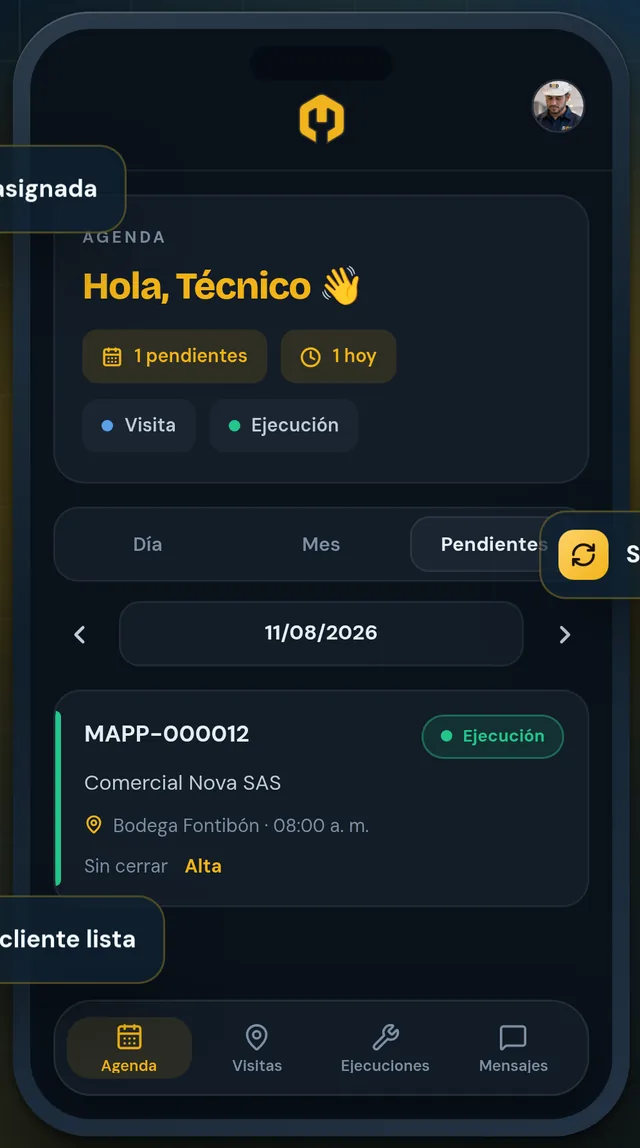 asignada
AGENDA
Hola, Técnico 👋
1 pendientes
1 hoy
Visita
Ejecución
Día
Mes
Pendientes
S
11/08/2026
MAPP-000012
Ejecución
Comercial Nova SAS
Bodega Fontibón · 08:00 a. m.
Sin cerrar Alta
cliente lista
Agenda
Visitas
Ejecuciones
Mensajes